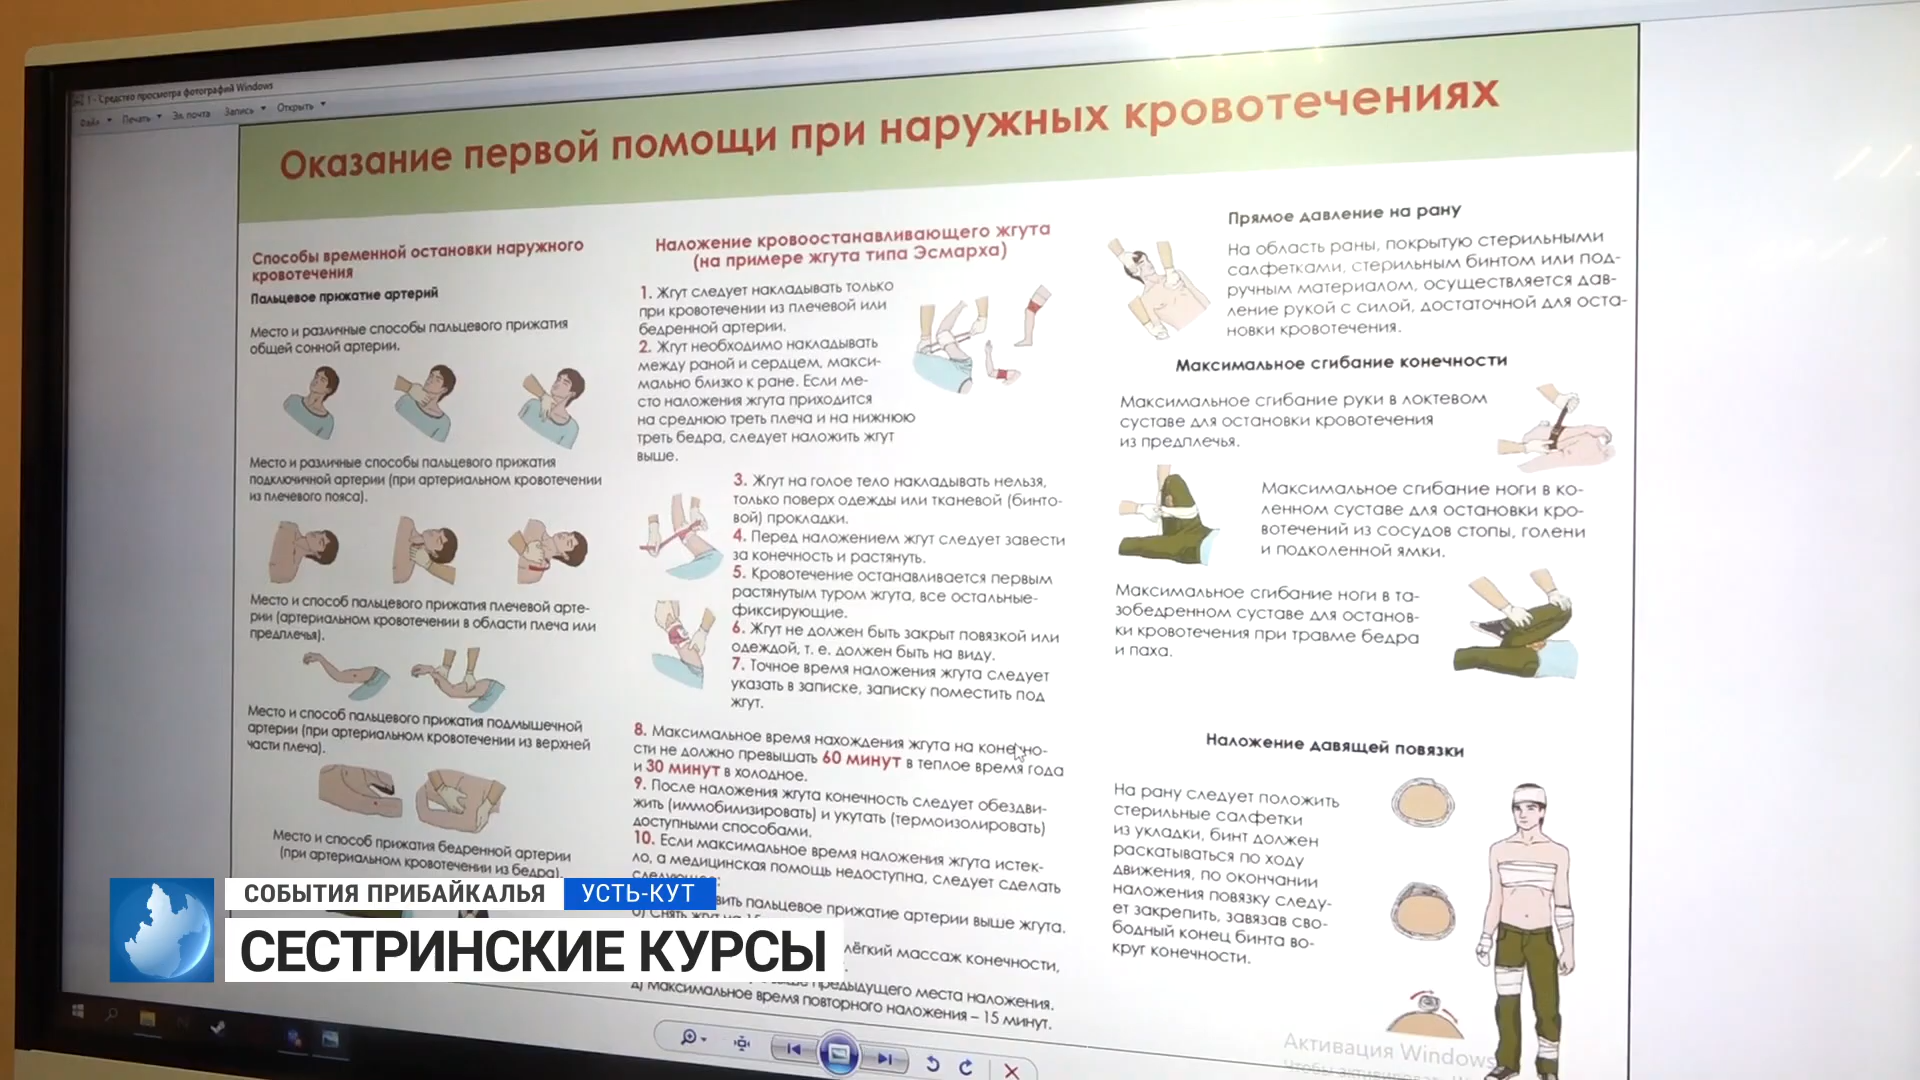 1 - Средство просмотра фотографий Windows
Файл Печать Эл. почта Запись Открыть
Оказание первой помощи при наружных кровотечениях
Способы временной остановки наружного
кровотечения
Пальцевое прижатие артерий
Место и различные способы пальцевого прижатия
общей сонной артерии.
Место и различные способы пальцевого прижатия
подключичной артерии (при артериальном кровотечении
из плечевого пояса).
Место и способ пальцевого прижатия плечевой арте-
рии (артериальном кровотечении в области плеча или
предплечья).
Место и способ пальцевого прижатия подмышечной
артерии (при артериальном кровотечении из верхней
части плеча).
Место и способ прижатия бедренной артерии
(при артериальном кровотечении из бедра).
Наложение кровоостанавливающего жгута
(на примере жгута типа Эсмарха)
1. Жгут следует накладывать только
при кровотечении из плечевой или
бедренной артерии.
2. Жгут необходимо накладывать
между раной и сердцем, макси-
мально близко к ране. Если ме-
сто наложения жгута приходится
на среднюю треть плеча и на нижнюю
треть бедра, следует наложить жгут
выше.
3. Жгут на голое тело накладывать нельзя,
только поверх одежды или тканевой (бинто-
вой) прокладки.
4. Перед наложением жгут следует завести
за конечность и растянуть.
5. Кровотечение останавливается первым
растянутым туром жгута, все остальные-
фиксирующие.
6. Жгут не должен быть закрыт повязкой или
одеждой, т. е. должен быть на виду.
7. Точное время наложения жгута следует
указать в записке, записку поместить под
жгут.
8. Максимальное время нахождения жгута на конечно-
сти не должно превышать 60 минут в теплое время года
и 30 минут в холодное.
9. После наложения жгута конечность следует обездви-
жить (иммобилизировать) и укутать (термоизолировать)
доступными способами.
10. Если максимальное время наложения жгута истек-
ло, а медицинская помощь недоступна, следует сделать
следующее:
пальцевое прижатие артерии выше жгута.
б) Снять жгут на 15
лёгкий массаж конечности,
предыдущего места наложения.
д) Максимальное время повторного наложения – 15 минут.
Прямое давление на рану
На область раны, покрытую стерильными
салфетками, стерильным бинтом или под-
ручным материалом, осуществляется дав-
ление рукой с силой, достаточной для оста-
новки кровотечения.
Максимальное сгибание конечности
Максимальное сгибание руки в локтевом
суставе для остановки кровотечения
из предплечья.
Максимальное сгибание ноги в ко-
ленном суставе для остановки кро-
вотечений из сосудов стопы, голени
и подколенной ямки.
Максимальное сгибание ноги в та-
зобедренном суставе для останов-
ки кровотечения при травме бедра
и паха.
Наложение давящей повязки
На рану следует положить
стерильные салфетки
из укладки, бинт должен
раскатываться по ходу
движения, по окончании
наложения повязку следу-
ет закрепить, завязав сво-
бодный конец бинта во-
круг конечности.
Активация Windows
СОБЫТИЯ ПРИБАЙКАЛЬЯ УСТЬ-КУТ
СЕСТРИНСКИЕ КУРСЫ